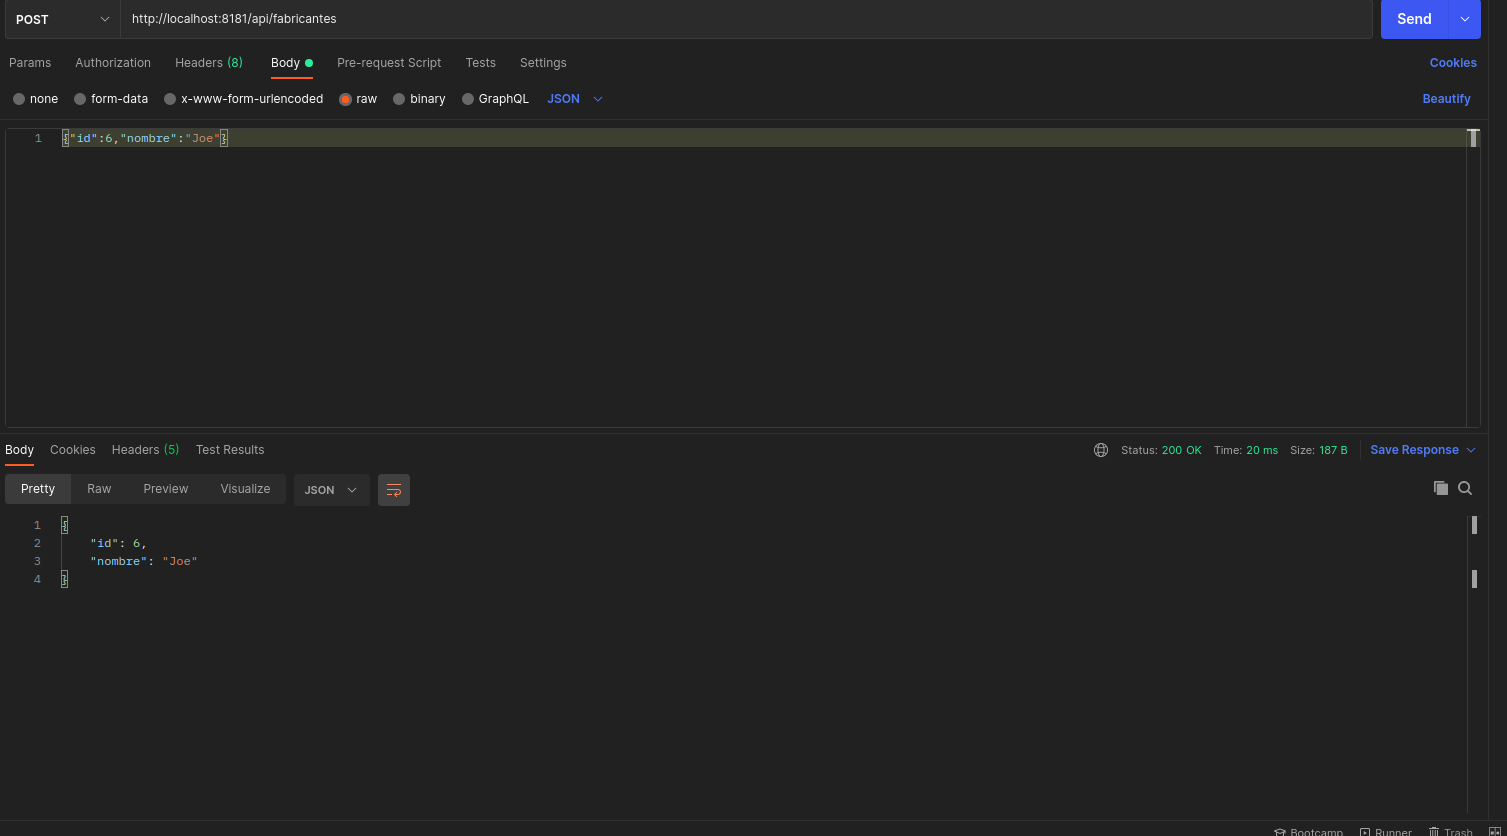 POST http://localhost:8181/api/fabricantes Send
Params Authorization Headers (8) Body Pre-request Script Tests Settings Cookies
none form-data x-www-form-urlencoded raw binary GraphQL JSON Beautify
1 {"id":6,"nombre":"Joe"}
Body Cookies Headers (5) Test Results Status: 200 OK Time: 20 ms Size: 187 B Save Response
Pretty Raw Preview Visualize JSON
1 {
2 "id": 6,
3 "nombre": "Joe"
4 }
Bootcamp Runner Trash